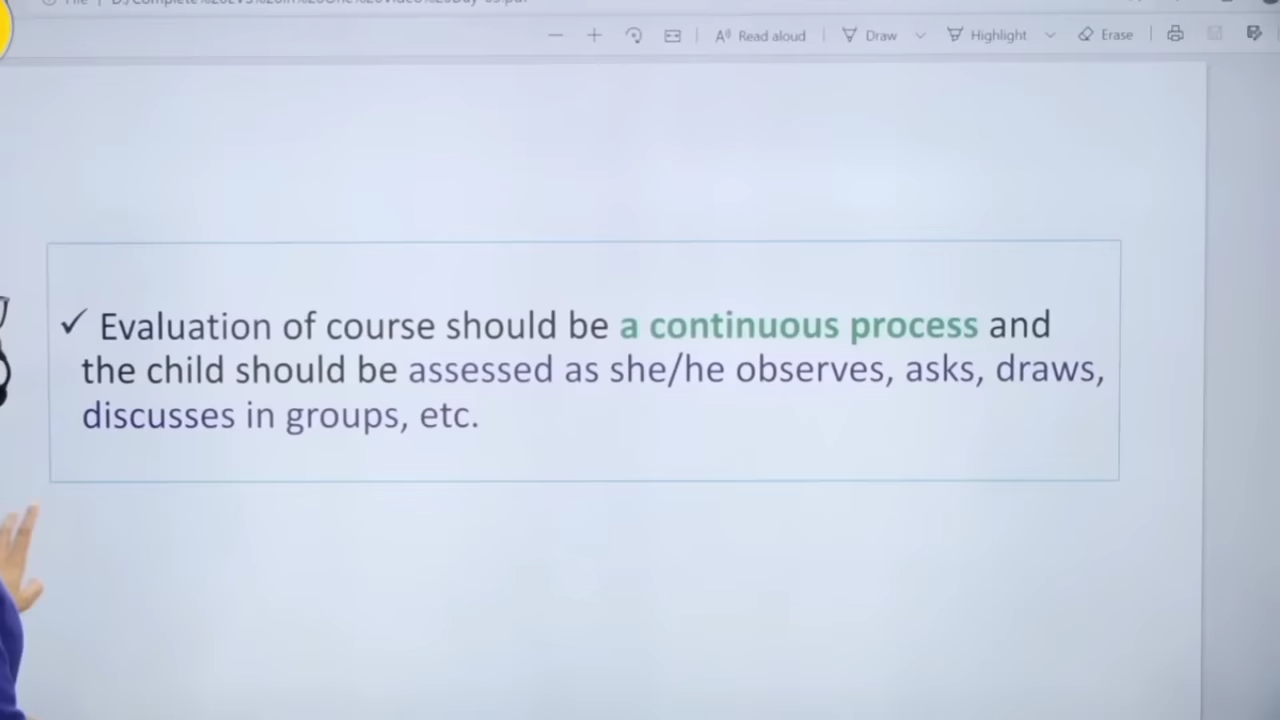 Read aloud
Draw
Highlight
Erase
✓ Evaluation of course should be a continuous process and
the child should be assessed as she/he observes, asks, draws,
discusses in groups, etc.